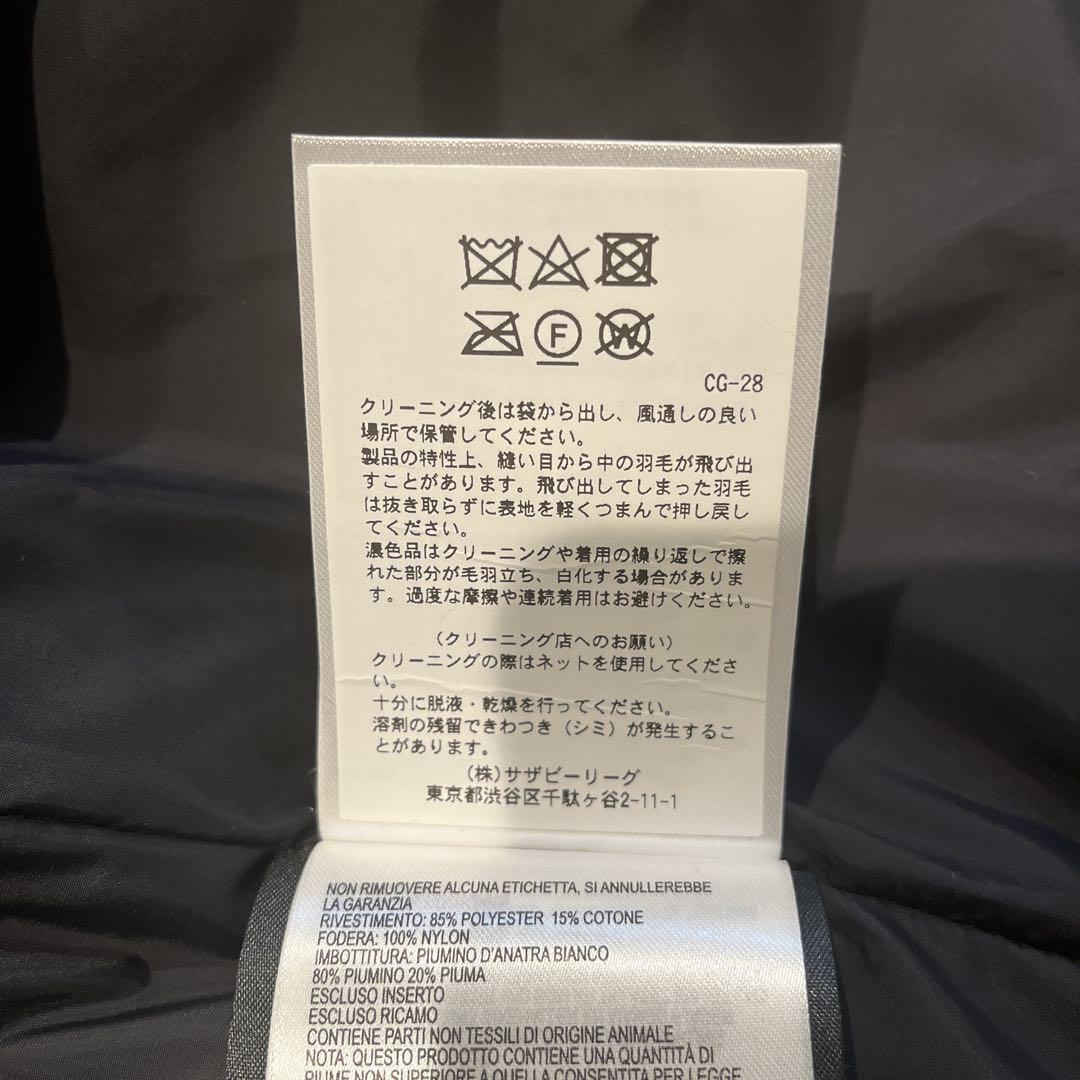 F
W
CG-28
クリーニング後は袋から出し、風通しの良い
場所で保管してください。
製品の特性上、縫い目から中の羽毛が飛び出
すことがあります。飛び出してしまった羽毛
は抜き取らずに表地を軽くつまんで押し戻し
てください。
濃色品はクリーニングや着用の繰り返しで擦
れた部分が毛羽立ち、白化する場合がありま
す。過度な摩擦や連続着用はお避けください。
（クリーニング店へのお願い）
クリーニングの際はネットを使用してくださ
い。
十分に脱液・乾燥を行ってください。
溶剤の残留できわつき（シミ）が発生するこ
とがあります。
（株）サザビーリーグ
東京都渋谷区千駄ヶ谷2-11-1
NON RIMUOVERE ALCUNA ETICHETTA, SI ANNULLEREBBE
LA GARANZIA
RIVESTIMENTO: 85% POLYESTER 15% COTONE
FODERA: 100% NYLON
IMBOTTITURA: PIUMINO D'ANATRA BIANCO
80% PIUMINO 20% PIUMA
ESCLUSO INSERTO
ESCLUSO RICAMO
CONTIENE PARTI NON TESSILI DI ORIGINE ANIMALE
NOTA: QUESTO PRODOTTO CONTIENE UNA QUANTITÀ DI
PIUME NON SUPERIORE A QUELLA CONSENTITA PER LEGGE